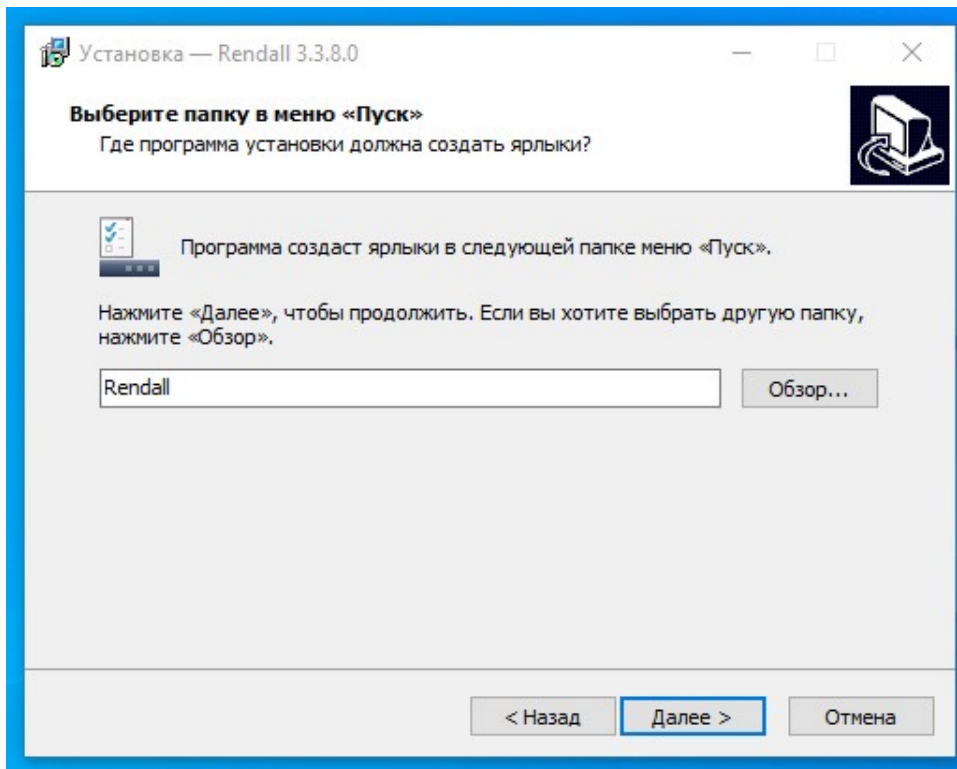 Установка — Rendall 3.3.8.0
Выберите папку в меню «Пуск»
Где программа установки должна создать ярлыки?
Программа создаст ярлыки в следующей папке меню «Пуск».
Нажмите «Далее», чтобы продолжить. Если вы хотите выбрать другую папку,
нажмите «Обзор».
Rendall
Обзор...
< Назад
Далее >
Отмена